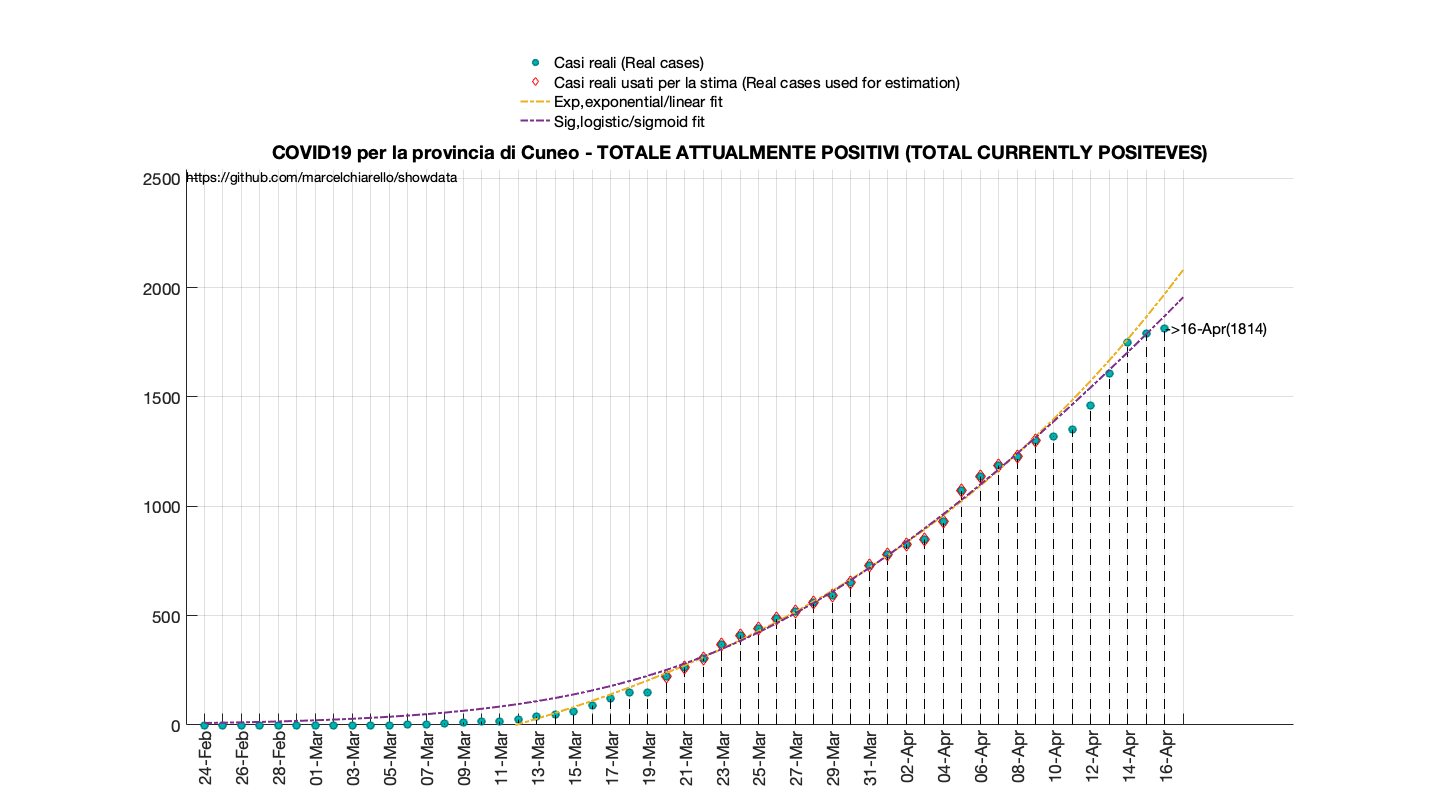 Casi reali (Real cases)
Casi reali usati per la stima (Real cases used for estimation)
Exp,exponential/linear fit
Sig,logistic/sigmoid fit
COVID19 per la provincia di Cuneo - TOTALE ATTUALMENTE POSITIVI (TOTAL CURRENTLY POSITEVES)
https://github.com/marcelchiarello/showdata
2500
2000
1500
1000
500
0
->16-Apr(1814)
24-Feb
26-Feb
28-Feb
01-Mar
03-Mar
05-Mar
07-Mar
09-Mar
11-Mar
13-Mar
15-Mar
17-Mar
19-Mar
21-Mar
23-Mar
25-Mar
27-Mar
29-Mar
31-Mar
02-Apr
04-Apr
06-Apr
08-Apr
10-Apr
12-Apr
14-Apr
16-Apr